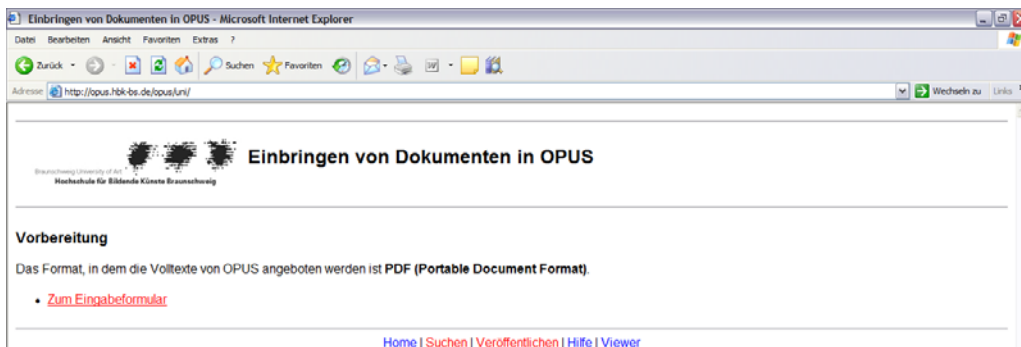 Einbringen von Dokumenten in OPUS - Microsoft Internet Explorer
Datei Bearbeiten Ansicht Favoriten Extras ?
Zurück Suchen Favoriten
Adresse http://opus.hbk-bs.de/opus/uni/ Wechseln zu Links
Einbringen von Dokumenten in OPUS
Braunschweig University of Art
Hochschule für Bildende Künste Braunschweig
Vorbereitung
Das Format, in dem die Volltexte von OPUS angeboten werden ist PDF (Portable Document Format).
• Zum Eingabeformular
Home | Suchen | Veröffentlichen | Hilfe | Viewer